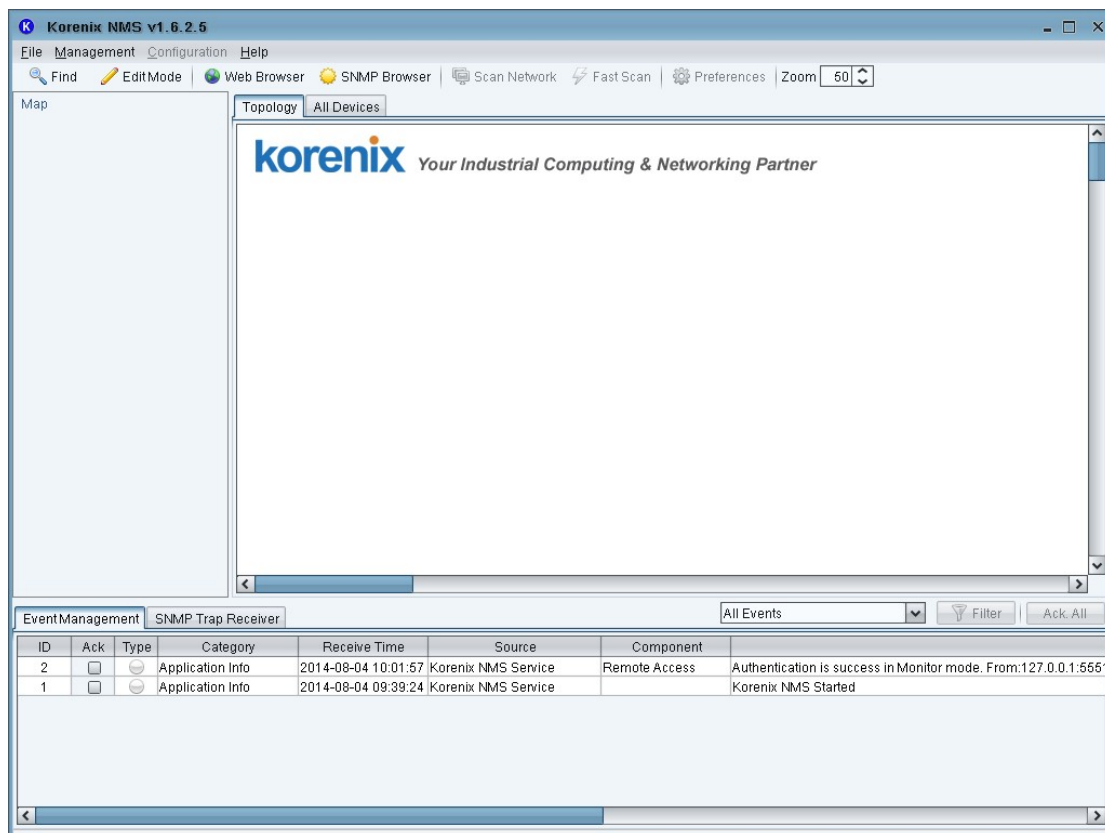 Korenix NMS v1.6.2.5
File Management Configuration Help
Find Edit Mode Web Browser SNMP Browser Scan Network Fast Scan Preferences Zoom 50
Map
Topology All Devices
korenix Your Industrial Computing & Networking Partner
Event Management SNMP Trap Receiver All Events Filter Ack. All
ID Ack Type Category Receive Time Source Component
2 Application Info 2014-08-04 10:01:57 Korenix NMS Service Remote Access Authentication is success in Monitor mode. From:127.0.0.1:555
1 Application Info 2014-08-04 09:39:24 Korenix NMS Service Korenix NMS Started